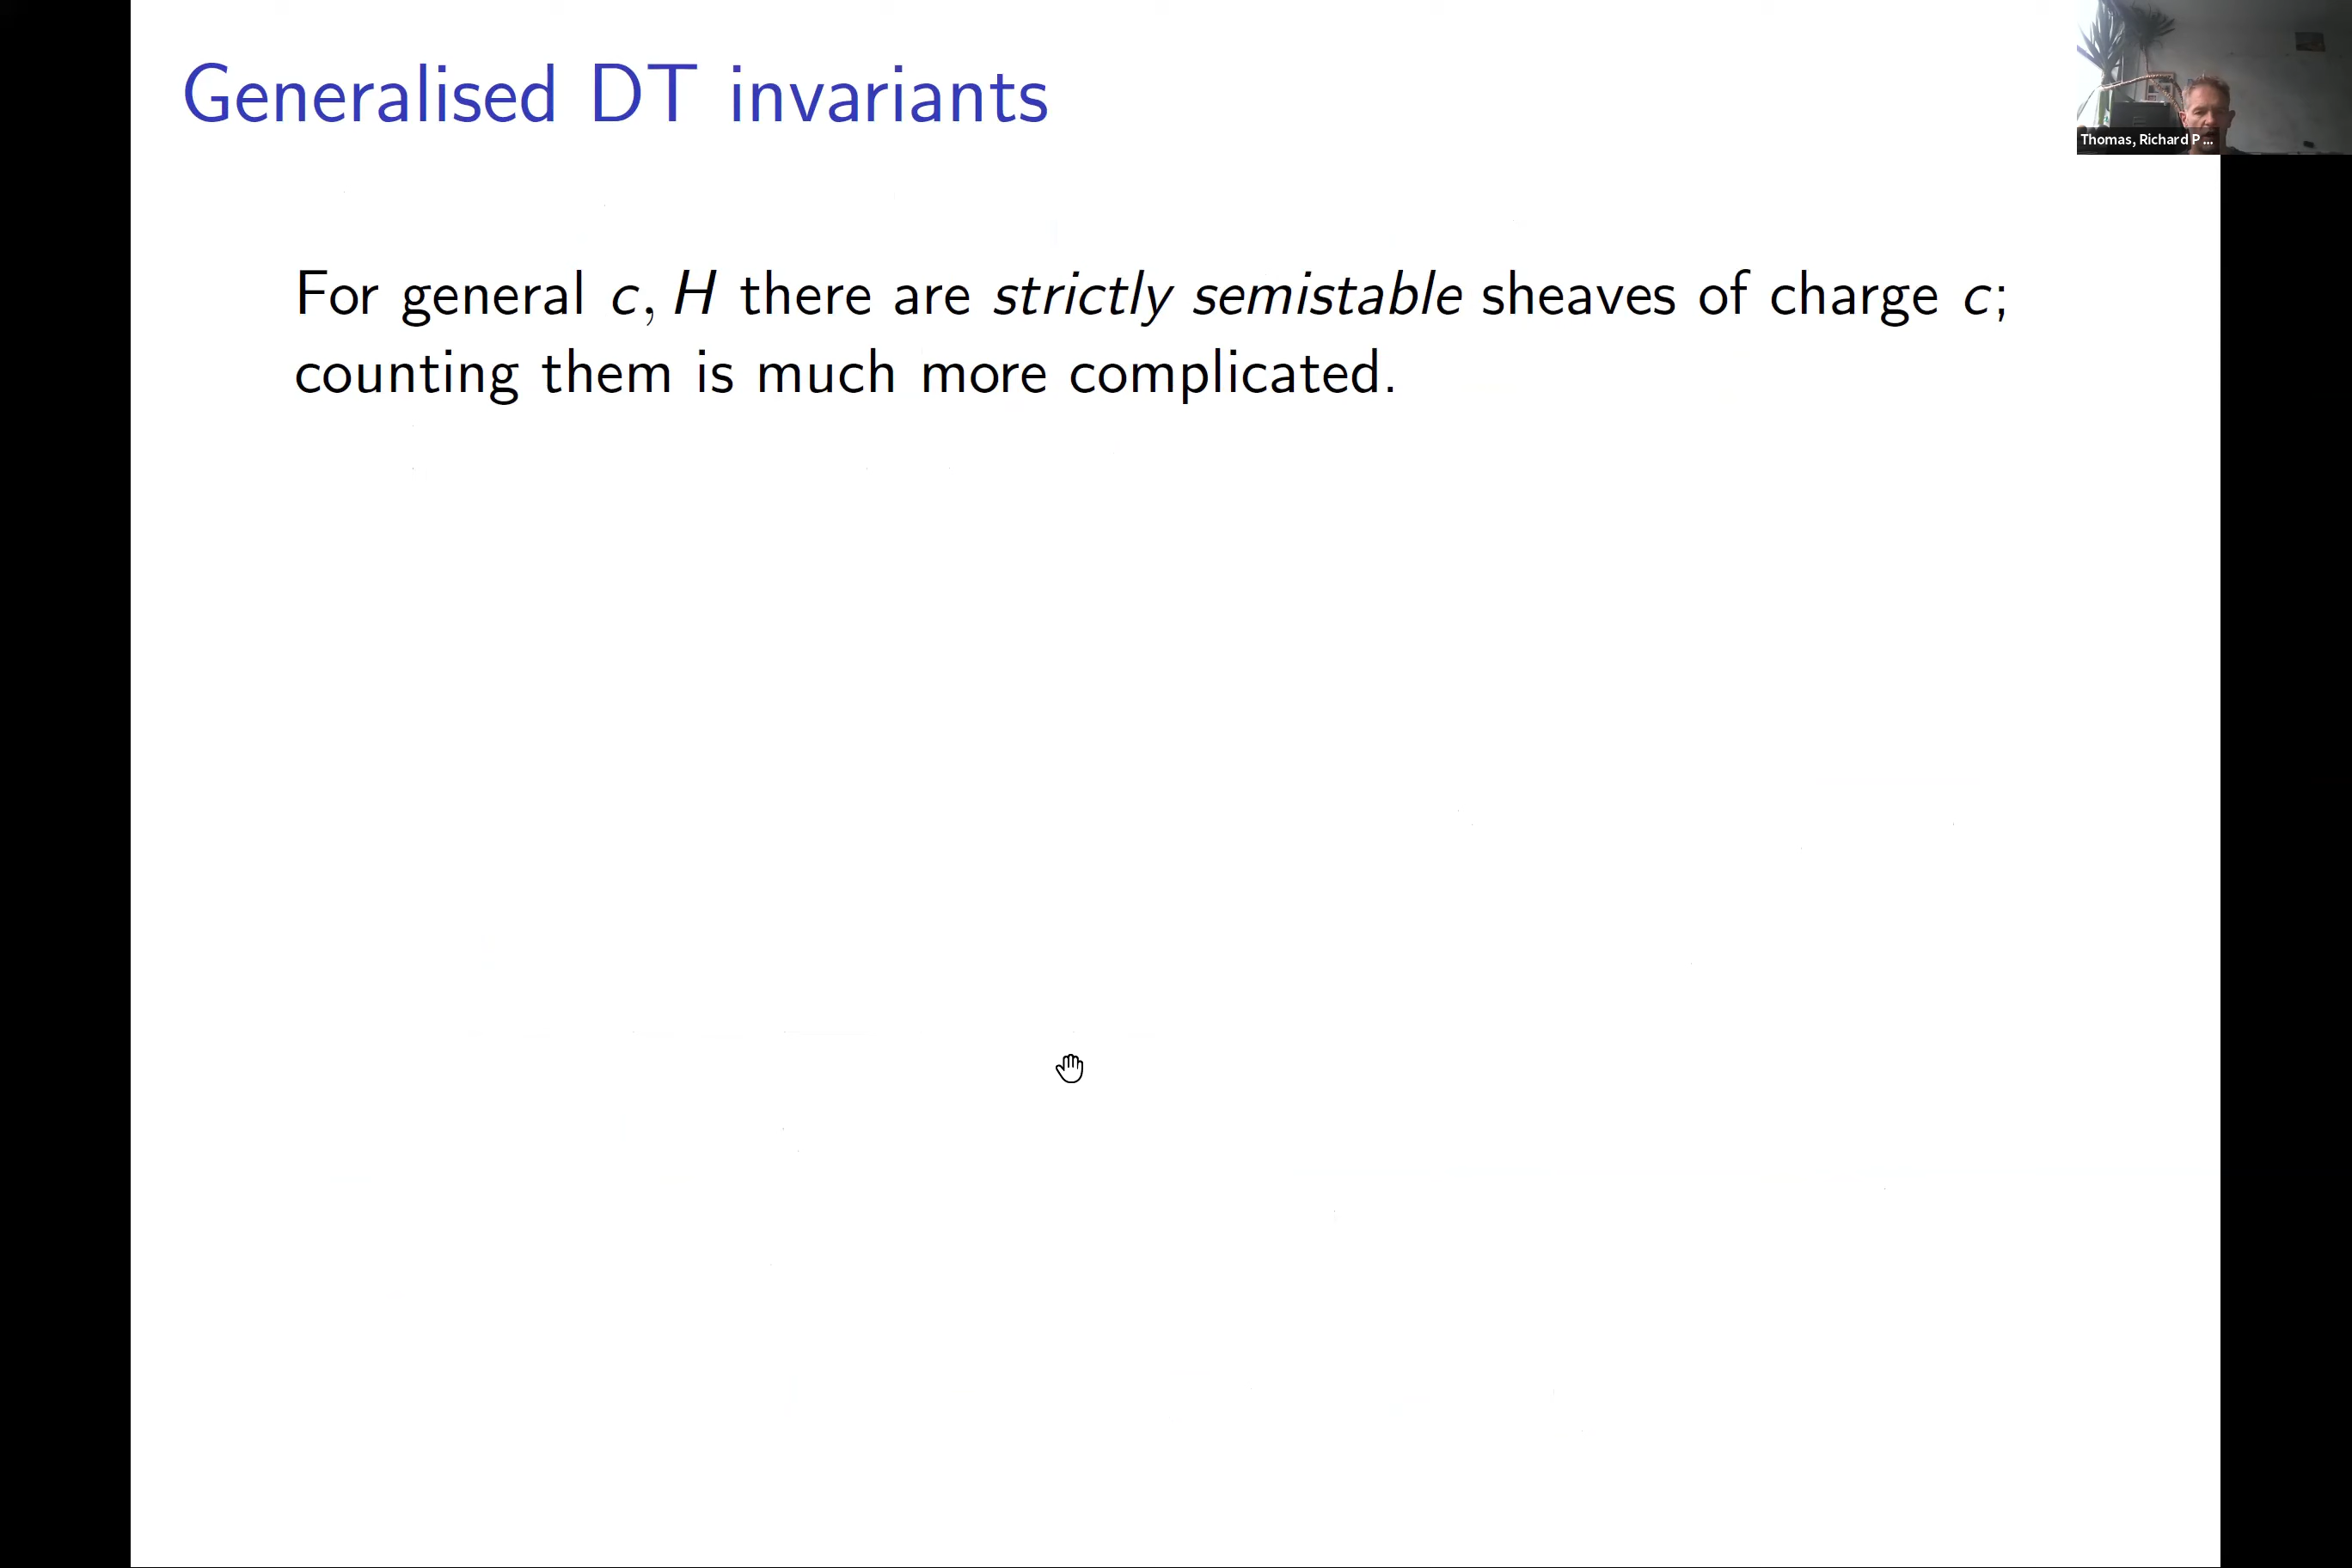 Generalised DT invariants
Thomas, Richard P ...
For general c, H there are strictly semistable sheaves of charge c;
counting them is much more complicated.